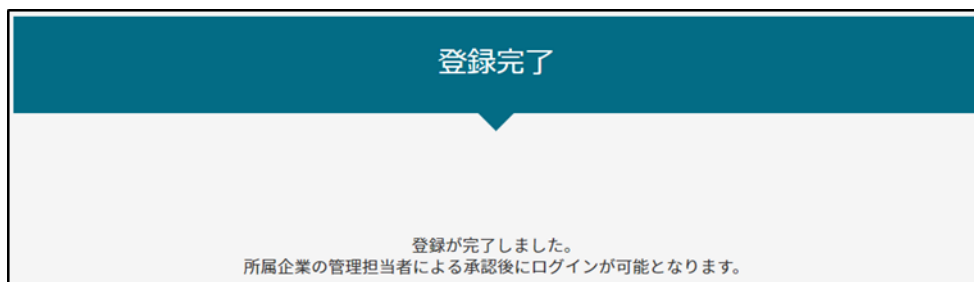 登録完了
登録が完了しました。
所属企業の管理担当者による承認後にログインが可能となります。